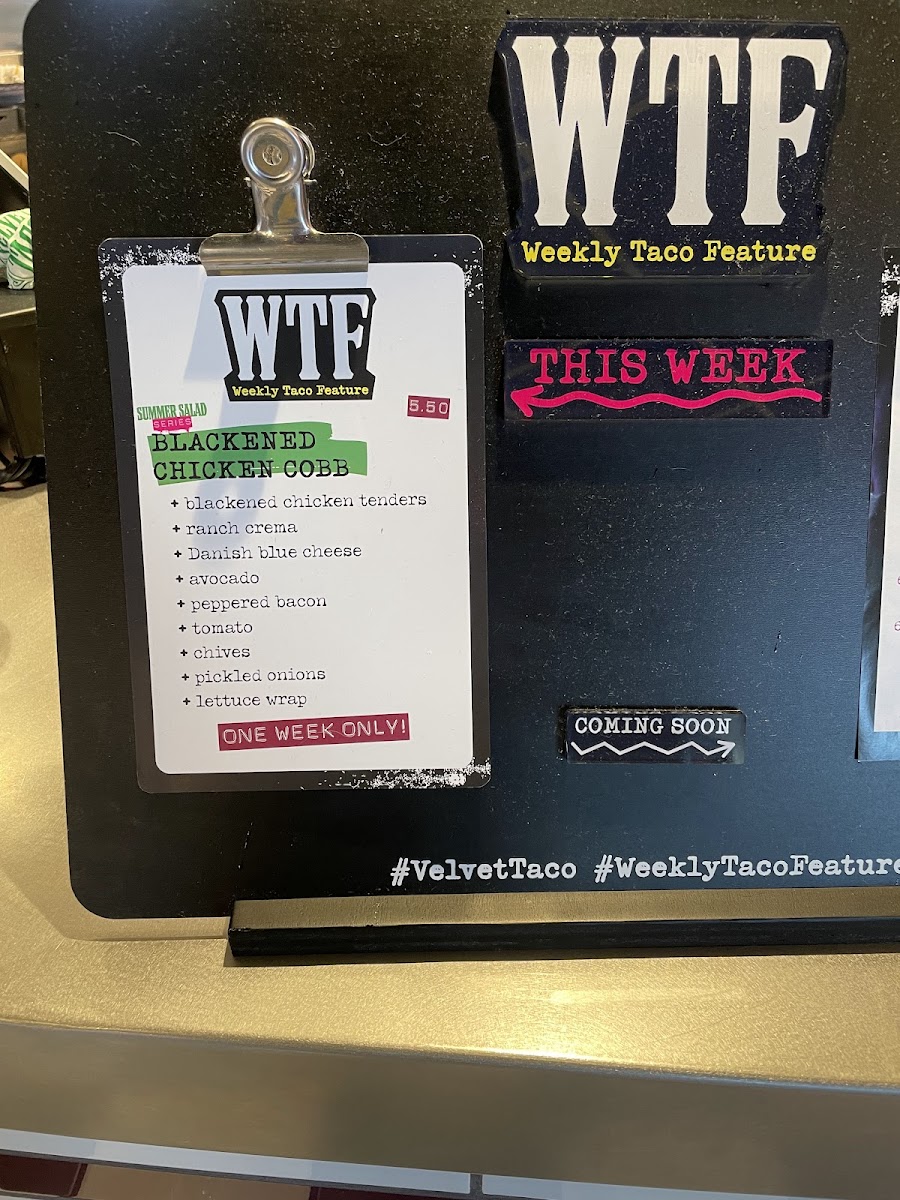 WTF
Weekly Taco Feature
THIS WEEK
WTF
Weekly Taco Feature
SUMMER SALAD
SERIES
5.50
BLACKENED
CHICKEN COBB
+ blackened chicken tenders
+ ranch crema
+ Danish blue cheese
+ avocado
+ peppered bacon
+ tomato
+ chives
+ pickled onions
+ lettuce wrap
ONE WEEK ONLY!
COMING SOON
#VelvetTaco #WeeklyTacoFeature